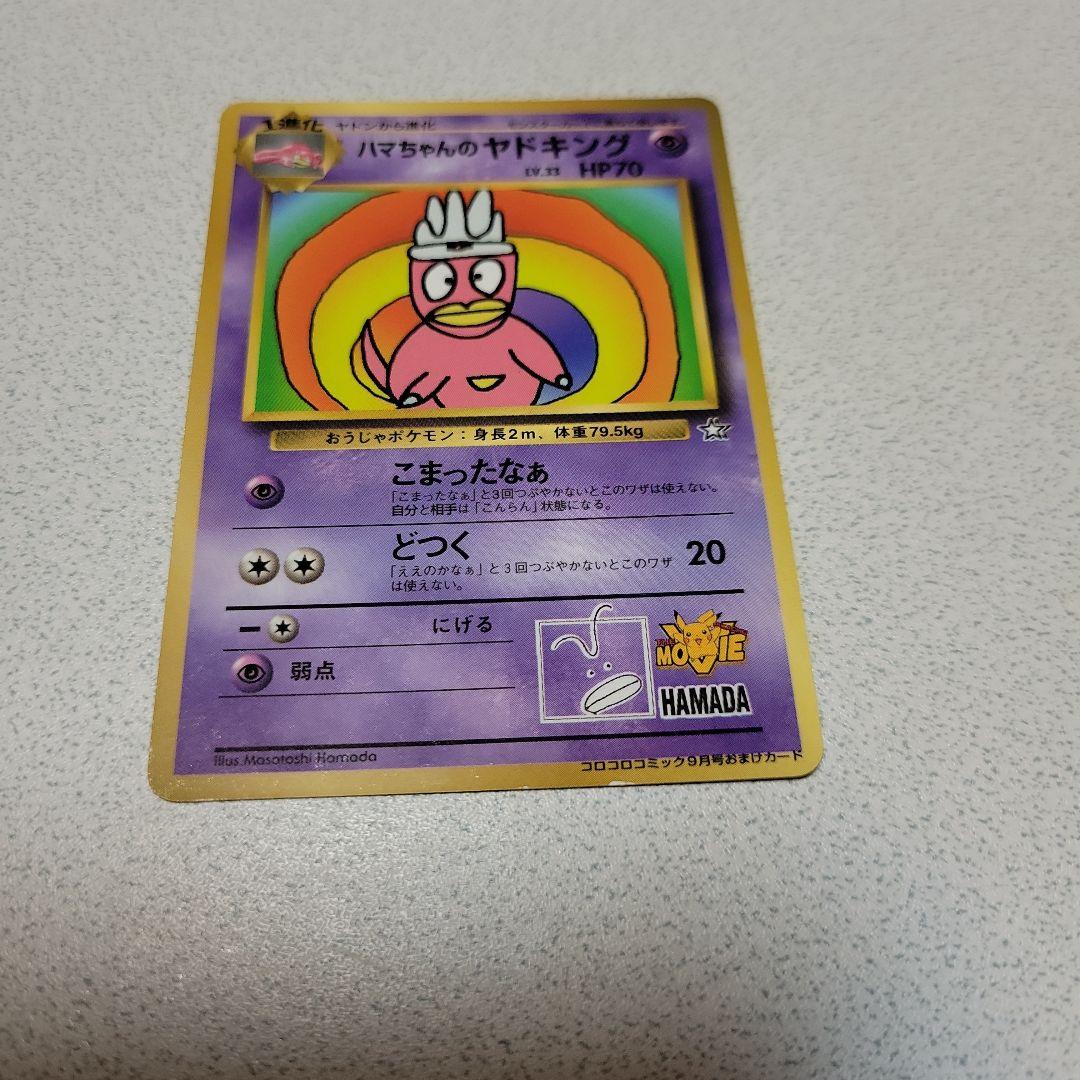 1進化 ヤドンから進化
ハマちゃんのヤドキング
LV.33 HP70
おうじゃポケモン：身長2m、体重79.5kg
こまったなぁ
「こまったなぁ」と3回つぶやかないとこのワザは使えない。
自分と相手は「こんらん」状態になる。
どつく 20
「ええのかなぁ」と3回つぶやかないとこのワザ
は使えない。
にげる
弱点
THE
MOVIE
HAMADA
Illus.Masatoshi Hamada
コロコロコミック9月号おまけカード